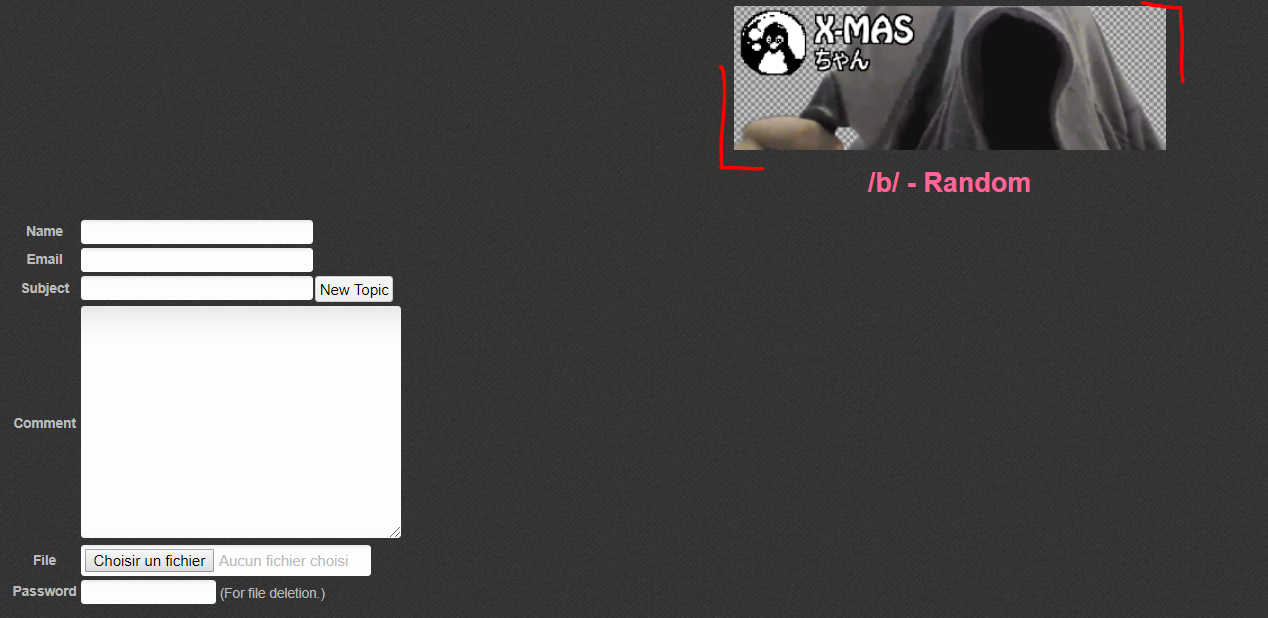 X-MAS
ちゃん
/b/ - Random
Name
Email
Subject New Topic
Comment
File Choisir un fichier Aucun fichier choisi
Password (For file deletion.)